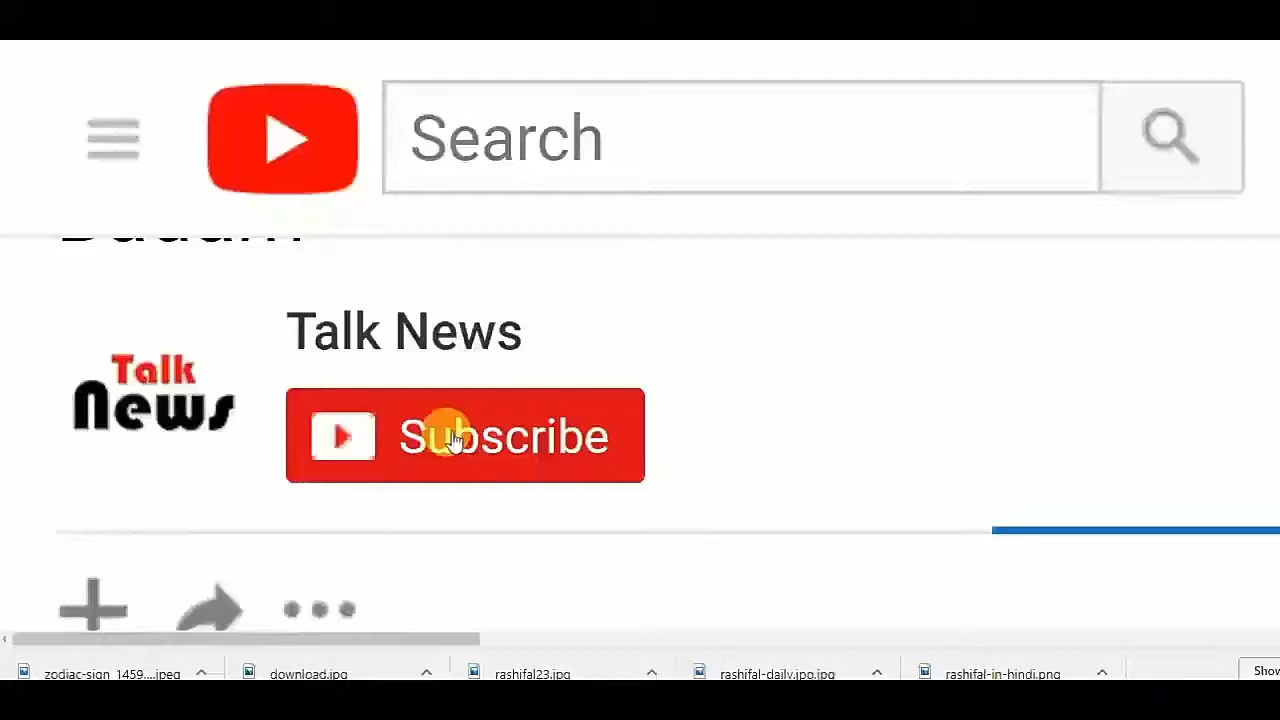 Search
Talk News
Talk
News
Subscribe
zodiac-sign_1459....jpeg
download.jpg
rashifal23.jpg
rashifal-daily.jpg.jpg
rashifal-in-hindi.png